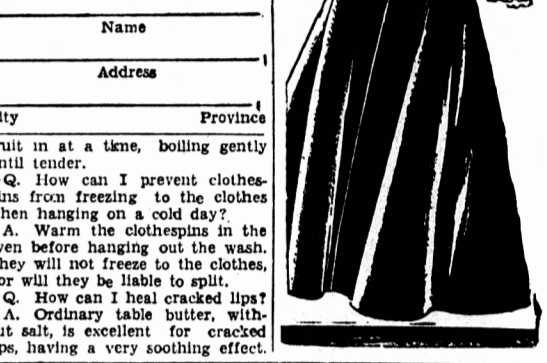 Name
Address
ity Province
uit in at a time, boiling gently
ntil tender.
Q. How can I prevent clothes-
ins from freezing to the clothes
hen hanging on a cold day?
A. Warm the clothespins in the
ven before hanging out the wash.
hey will not freeze to the clothes,
or will they be liable to split.
Q. How can I heal cracked lips?
A. Ordinary table butter, with-
ut salt, is excellent for cracked
ps, having a very soothing effect.